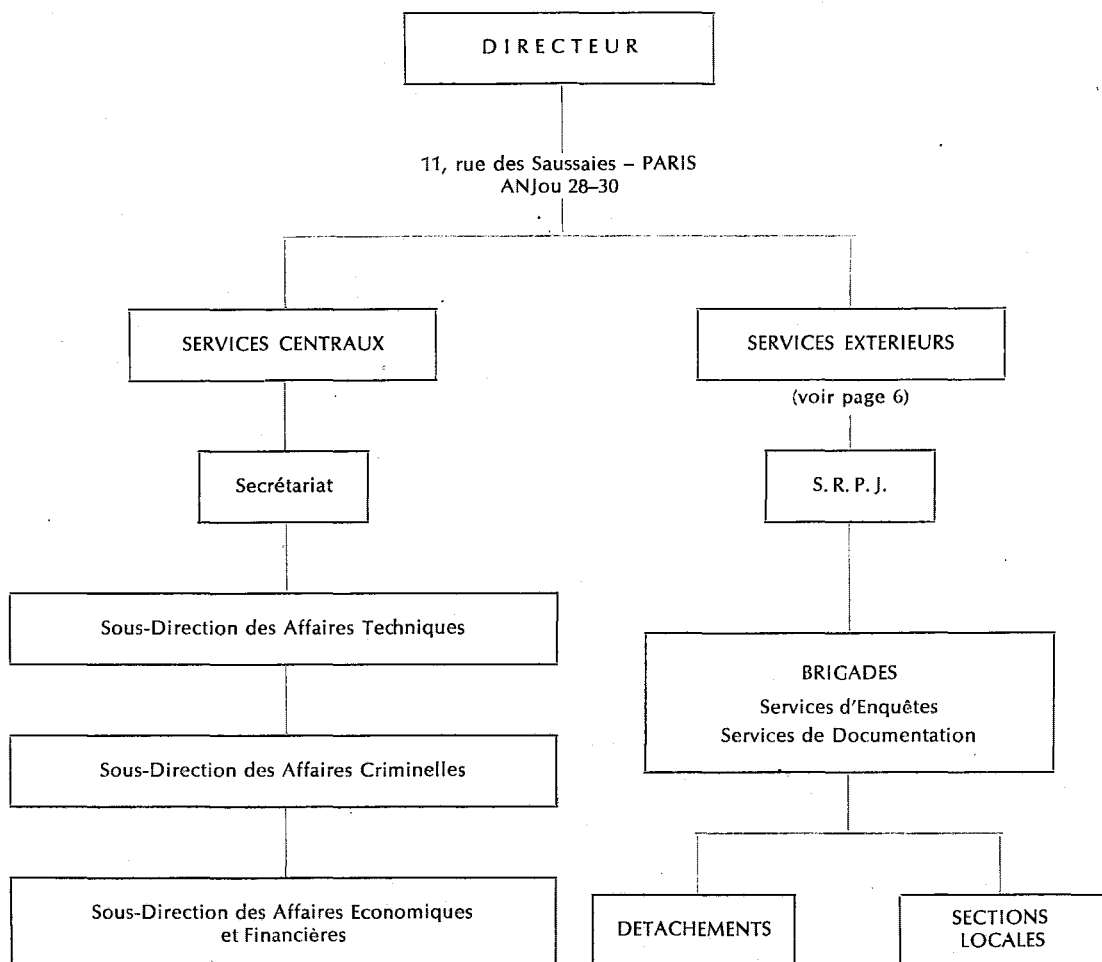 DIRECTEUR
11, rue des Saussaies – PARIS
ANJou 28–30
SERVICES CENTRAUX
Secrétariat
Sous-Direction des Affaires Techniques
Sous-Direction des Affaires Criminelles
Sous-Direction des Affaires Economiques
et Financières
SERVICES EXTERIEURS
(voir page 6)
S. R. P. J.
BRIGADES
Services d'Enquêtes
Services de Documentation
DETACHEMENTS
SECTIONS
LOCALES